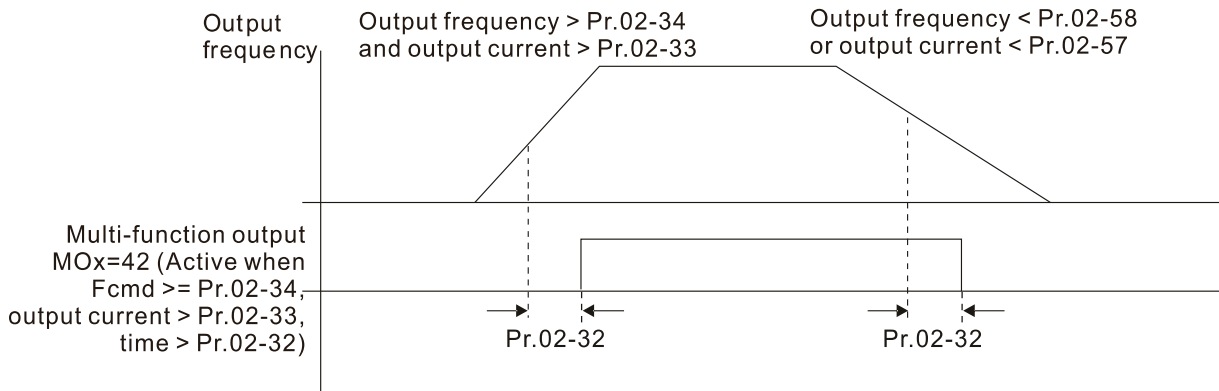 Output
frequency
Output frequency > Pr.02-34
and output current > Pr.02-33
Output frequency < Pr.02-58
or output current < Pr.02-57
Multi-function output
MOx=42 (Active when
Fcmd >= Pr.02-34,
output current > Pr.02-33,
time > Pr.02-32)
Pr.02-32
Pr.02-32